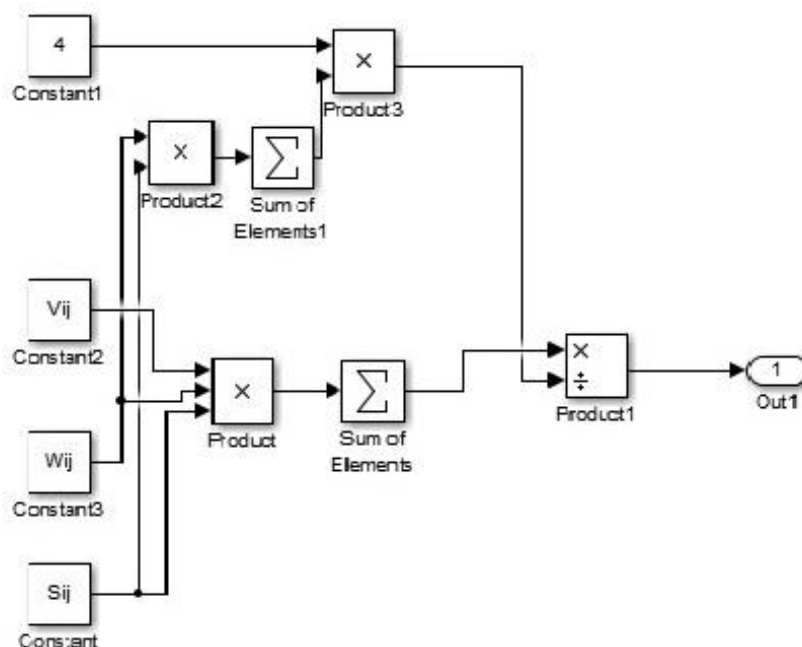 4
Constant1
×
Product3
×
Product2
Sum of
Elements1
Vij
Constant2
×
Product
Sum of
Elements
×
÷
Product1
1
Out1
Wij
Constant3
Sij
Constant